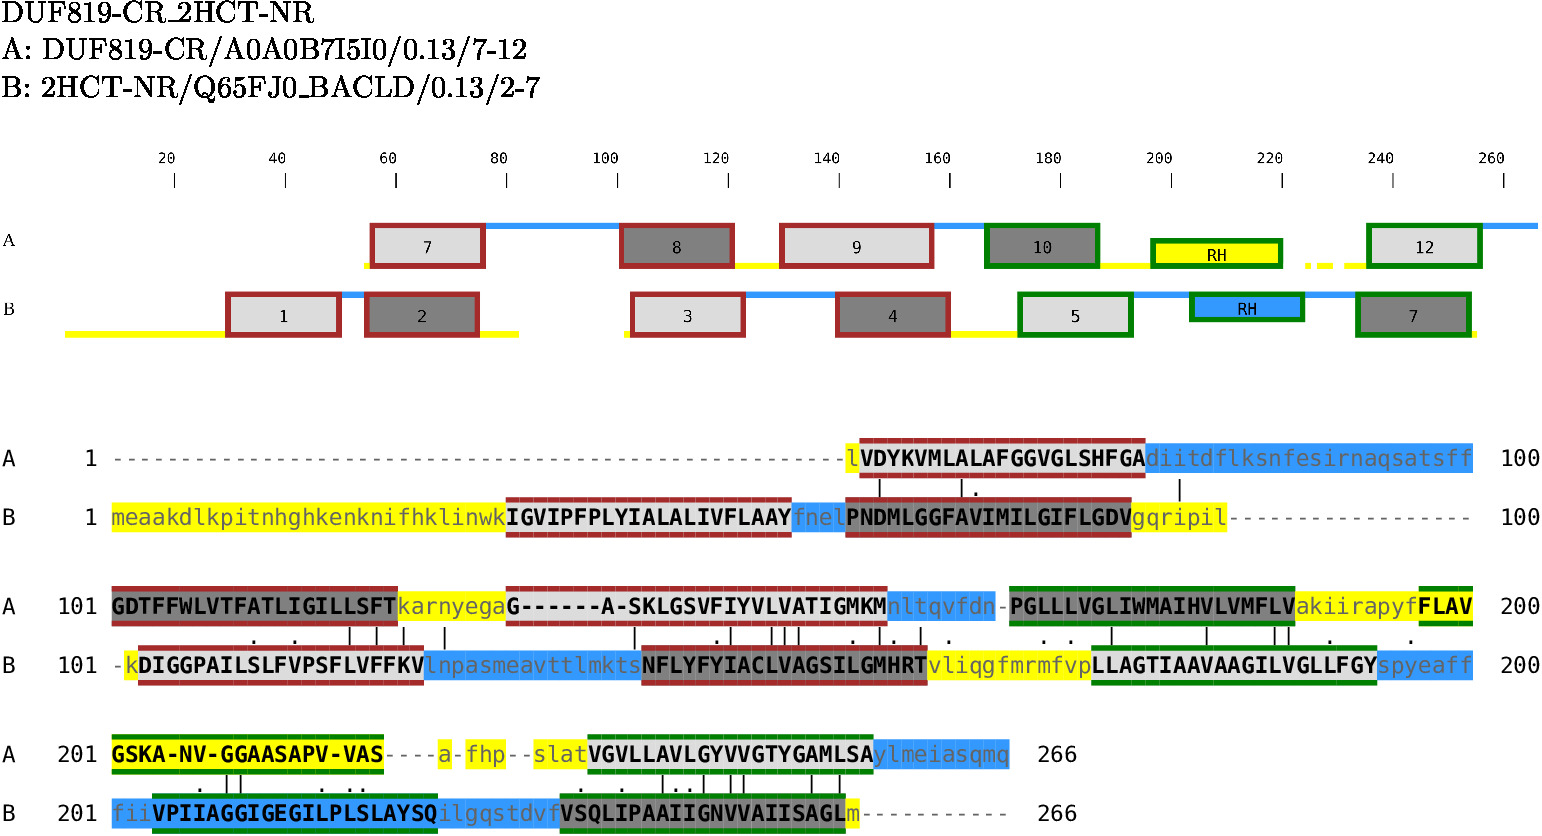 DUF819-CR_2HCT-NR
A: DUF819-CR/A0A0B7I5I0/0.13/7-12
B: 2HCT-NR/Q65FJ0_BACLD/0.13/2-7
20 40 60 80 100 120 140 160 180 200 220 240 260
A 7 8 9 10 RH 12
B 1 2 3 4 5 RH 7
A 1 ------------------------------------------------------lVDYKVMLALAFGGVGLSHFGAdiitdflksnfesirnaqsatsff 100
B 1 meaakdlkpitnhghkenknifhklinwkIGVIPFPLYIALALIVFLAAYfnelPNDMLGGFAVIMILGIFLGDVgqripil------------------ 100
A 101 GDTFFWLVTFATLIGILLSFTkarnyegaG------A-SKLGSVFIYVLVATIGMKMnltqvfdn-PGLLLVGLIWMAIHVLVMFLVakiirapyfFLAV 200
B 101 -kDIGGPAILSLFVPSFLVFFKVlnpasmeavttlmktsNFLYFYIACLVAGSILGMHRTvliqgfmrmfvpLLAGTIAAVAAGILVGLLFGYspyeaff 200
A 201 GSKA-NV-GGAASAPV-VAS----a-fhp--slatVGVLLAVLGYVVGTYGAMLSAylmeiasqmq 266
B 201 fiiVPIIAGGIGEGILPLSLAYSQilgqstdvfVSQLIPAAIIGNVVAIISAGLm----------- 266